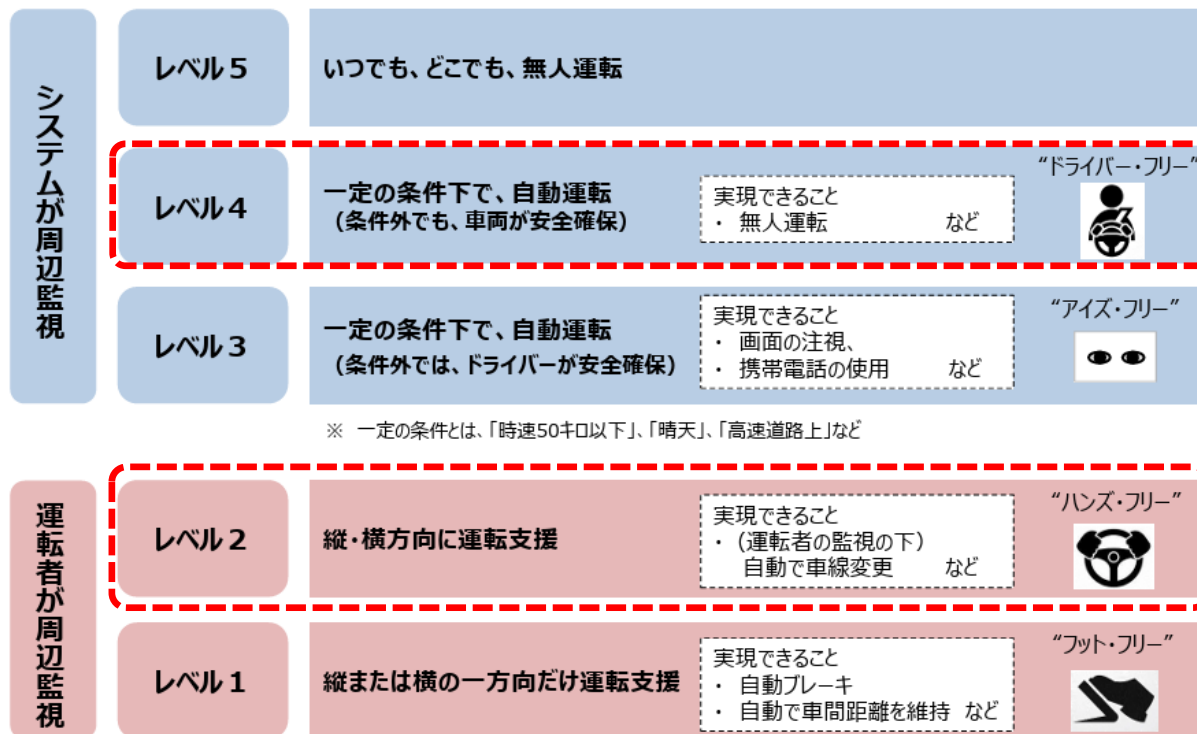 システムが周辺監視
レベル5
いつでも、どこでも、無人運転
レベル4
一定の条件下で、自動運転
(条件外でも、車両が安全確保)
実現できること
・ 無人運転 など
“ドライバー・フリー”
レベル3
一定の条件下で、自動運転
(条件外では、ドライバーが安全確保)
実現できること
・ 画面の注視、
・ 携帯電話の使用 など
“アイズ・フリー”
※ 一定の条件とは、「時速50キロ以下」、「晴天」、「高速道路上」など
運転者が周辺監視
レベル2
縦・横方向に運転支援
実現できること
・ (運転者の監視の下)
自動で車線変更 など
“ハンズ・フリー”
レベル1
縦または横の一方向だけ運転支援
実現できること
・ 自動ブレーキ
・ 自動で車間距離を維持 など
“フット・フリー”